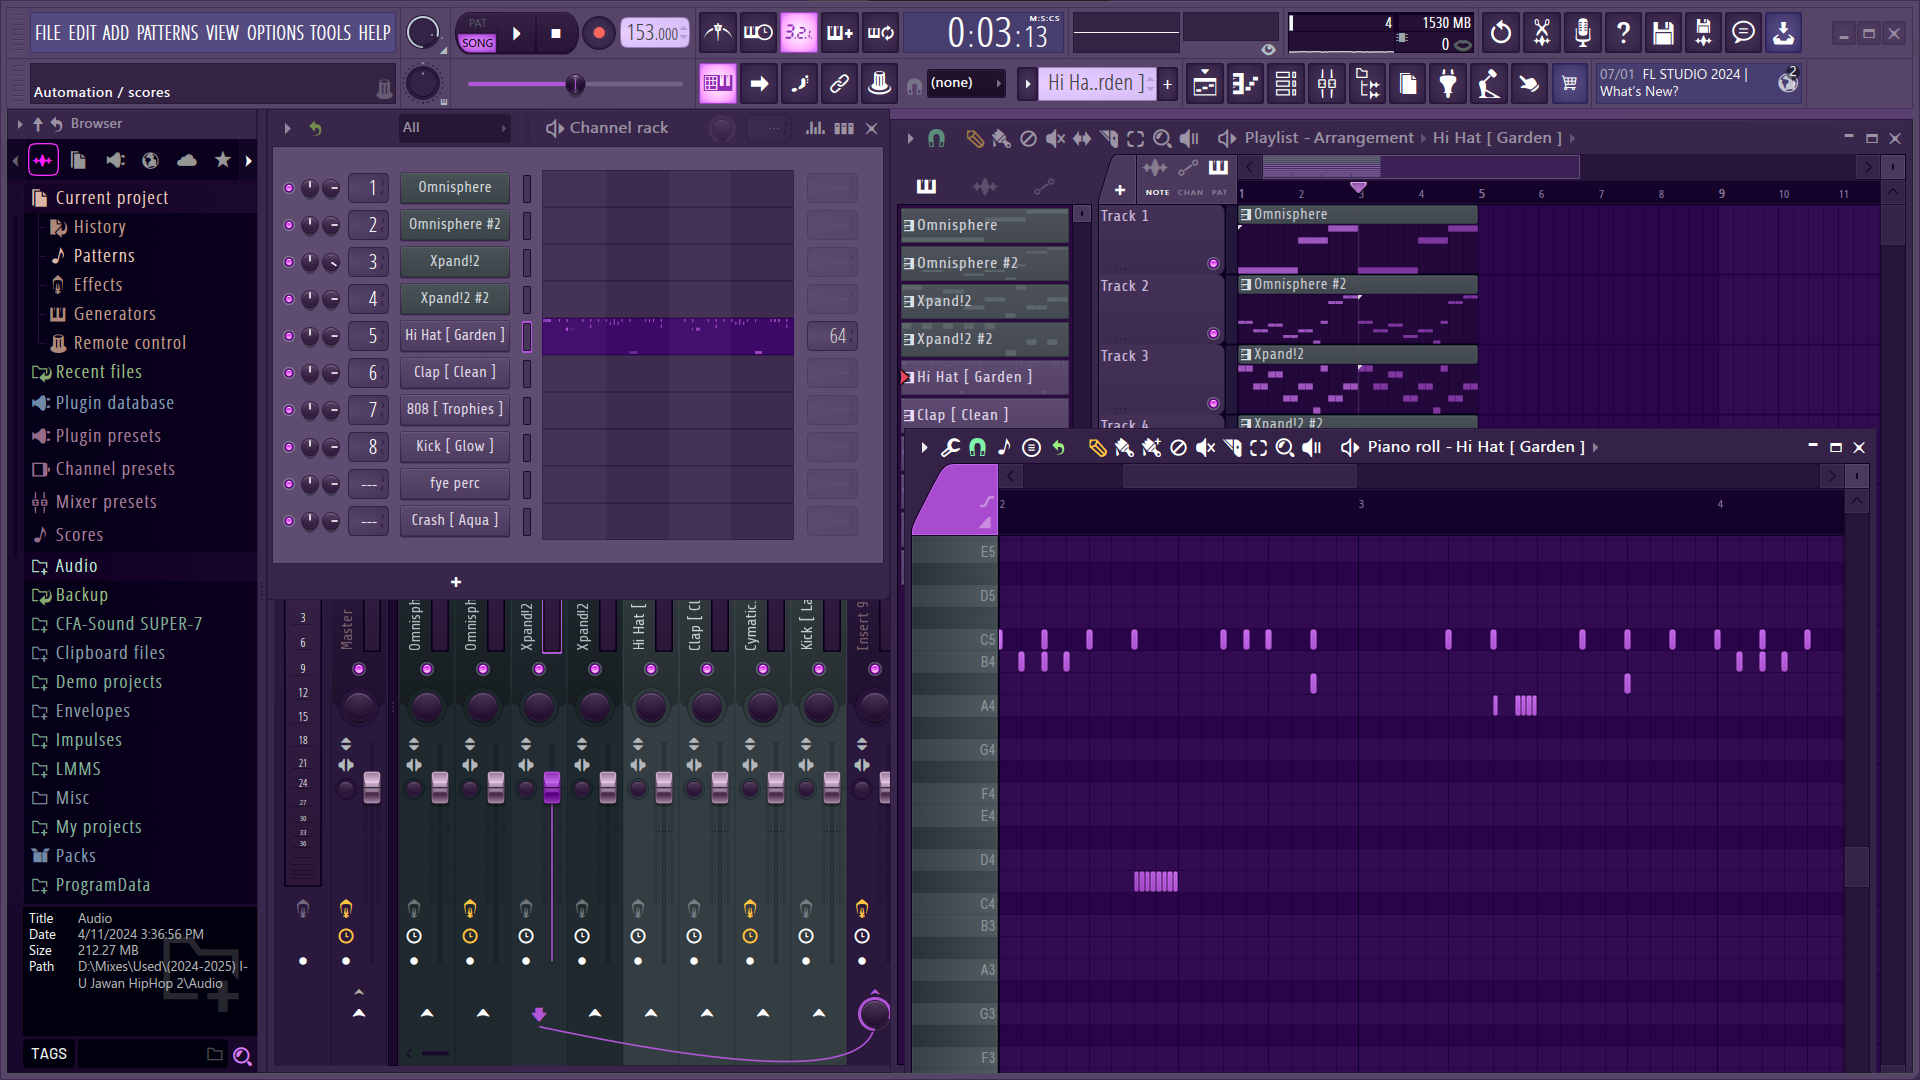 FILE EDIT ADD PATTERNS VIEW OPTIONS TOOLS HELP
PAT
SONG
153.000
3.2.:
0:03:13
M:S:CS
4
1530 MB
0
Automation / scores
(none)
Hi Ha..rden ]
+
07/01 FL STUDIO 2024 |
What's New?
2
Browser
Current project
History
Patterns
Effects
Generators
Remote control
Recent files
Plugin database
Plugin presets
Channel presets
Mixer presets
Scores
Audio
Backup
CFA-Sound SUPER-7
Clipboard files
Demo projects
Envelopes
Impulses
LMMS
Misc
My projects
Packs
ProgramData
Title Audio
Date 4/11/2024 3:36:56 PM
Size 212.27 MB
Path D:\Mixes\Used\(2024-2025) I-
U Jawan HipHop 2\Audio
TAGS
All
Channel rack
1 Omnisphere
2 Omnisphere #2
3 Xpand!2
4 Xpand!2 #2
5 Hi Hat [ Garden ] 64
6 Clap [ Clean ]
7 808 [ Trophies ]
8 Kick [ Glow ]
--- fye perc
--- Crash [ Aqua ]
+
3
6
9
12
15
18
21
24
27
30
33
36
Master
Omnisph
Omnisph
Xpand!2
Xpand!2
Hi Hat [
Clap [ Cl
Cymatic..
Kick [ La
Insert 9
Playlist - Arrangement
Hi Hat [ Garden ]
NOTE CHAN PAT
1 2 3 4 5 6 7 8 9 10 11
Omnisphere
Omnisphere #2
Xpand!2
Xpand!2 #2
Hi Hat [ Garden ]
Clap [ Clean ]
Track 1
Omnisphere
Track 2
Omnisphere #2
Track 3
Xpand!2
Track 4
Xpand!2 #2
Piano roll - Hi Hat [ Garden ]
2 3 4
E5
D5
C5
B4
A4
G4
F4
E4
D4
C4
B3
A3
G3
F3